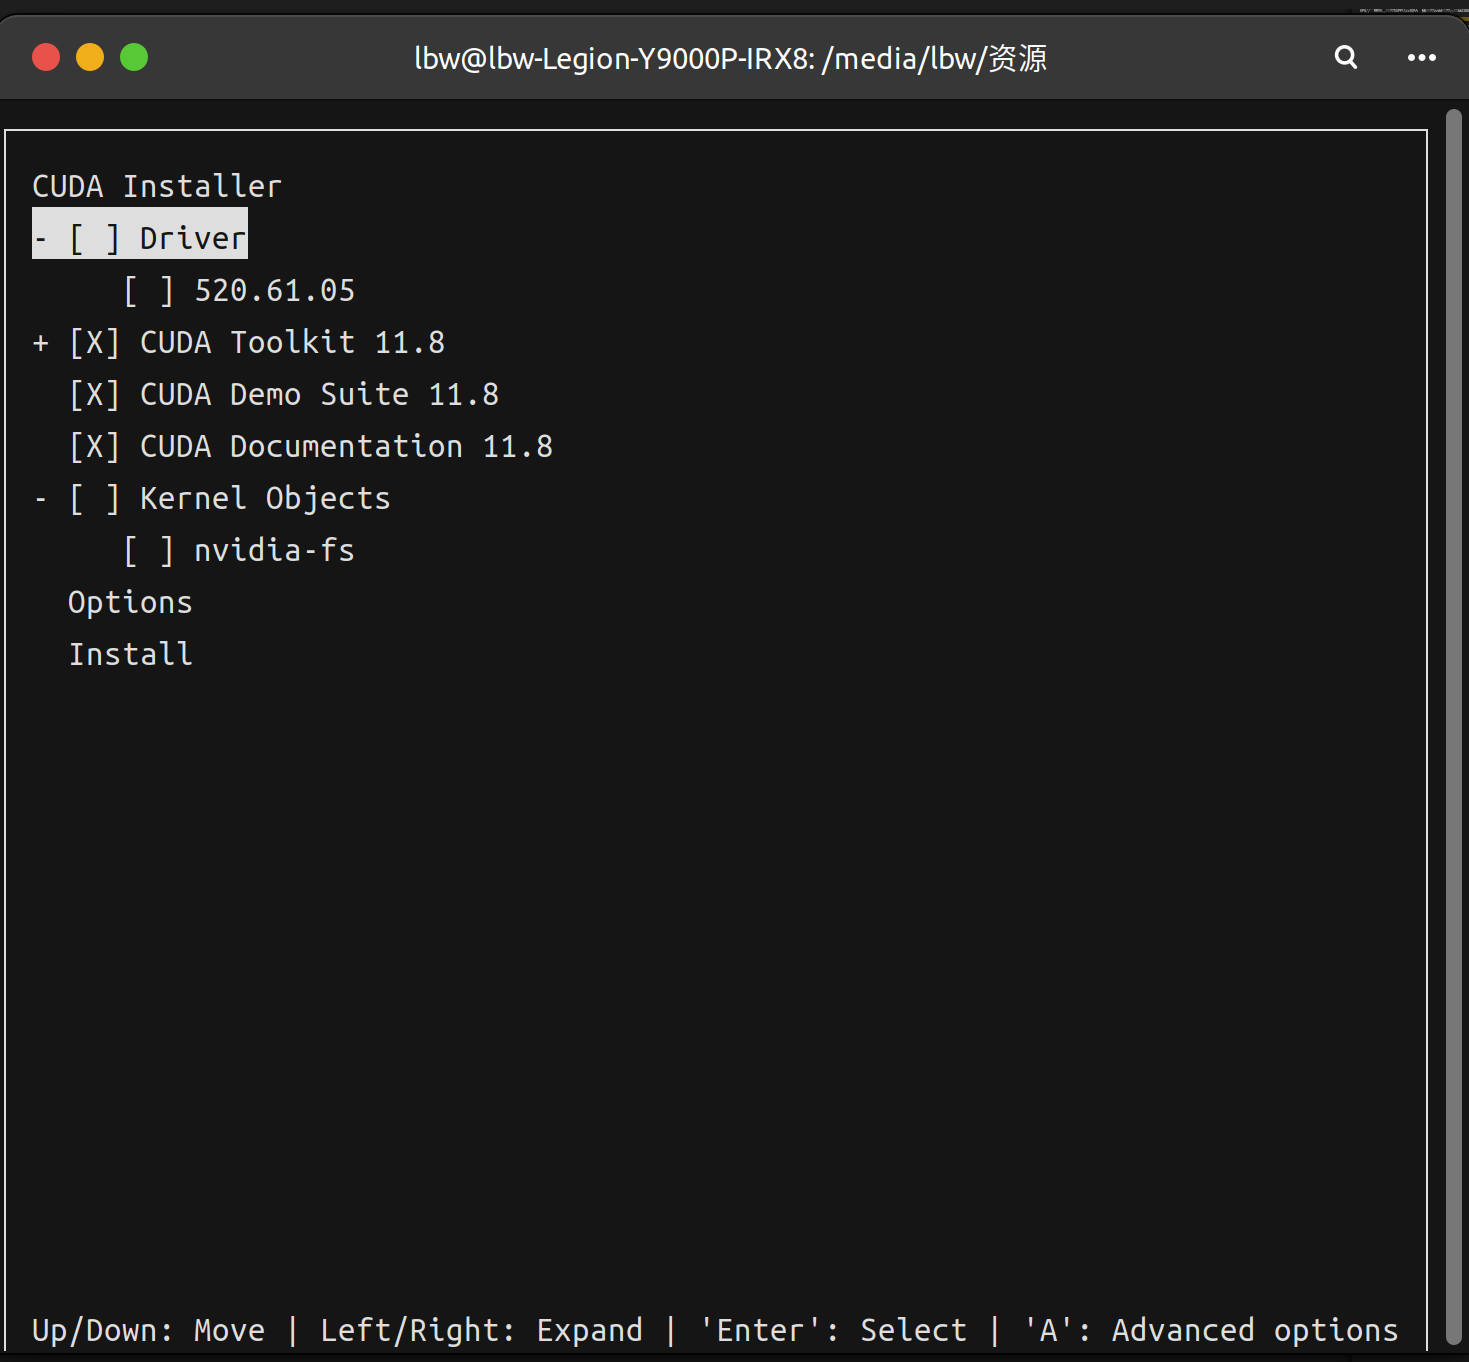 lbw@lbw-Legion-Y9000P-IRX8: /media/lbw/资源
CUDA Installer
- [ ] Driver
[ ] 520.61.05
+ [X] CUDA Toolkit 11.8
[X] CUDA Demo Suite 11.8
[X] CUDA Documentation 11.8
- [ ] Kernel Objects
[ ] nvidia-fs
Options
Install
Up/Down: Move | Left/Right: Expand | 'Enter': Select | 'A': Advanced options